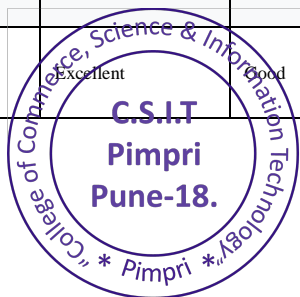 Excellent Good
"College of Commerce, Science & Information Technology"
C.S.I.T
Pimpri
Pune-18.
* Pimpri *